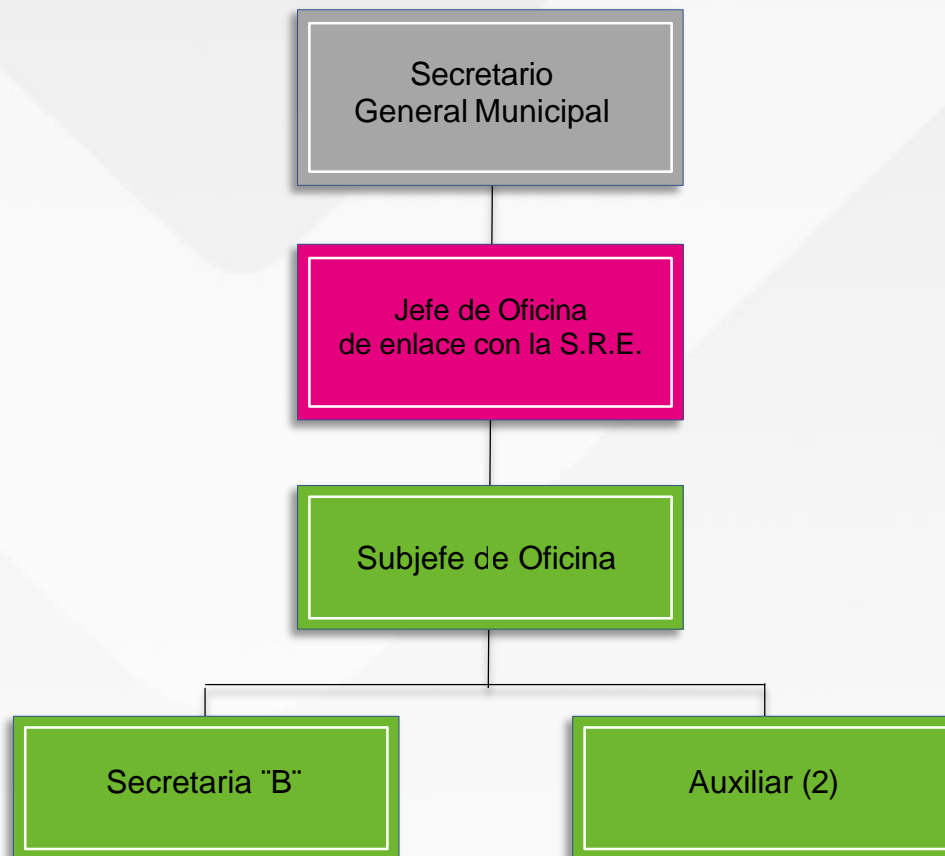 Secretario
General Municipal
Jefe de Oficina
de enlace con la S.R.E.
Subjefe de Oficina
Secretaria ¨B¨
Auxiliar (2)